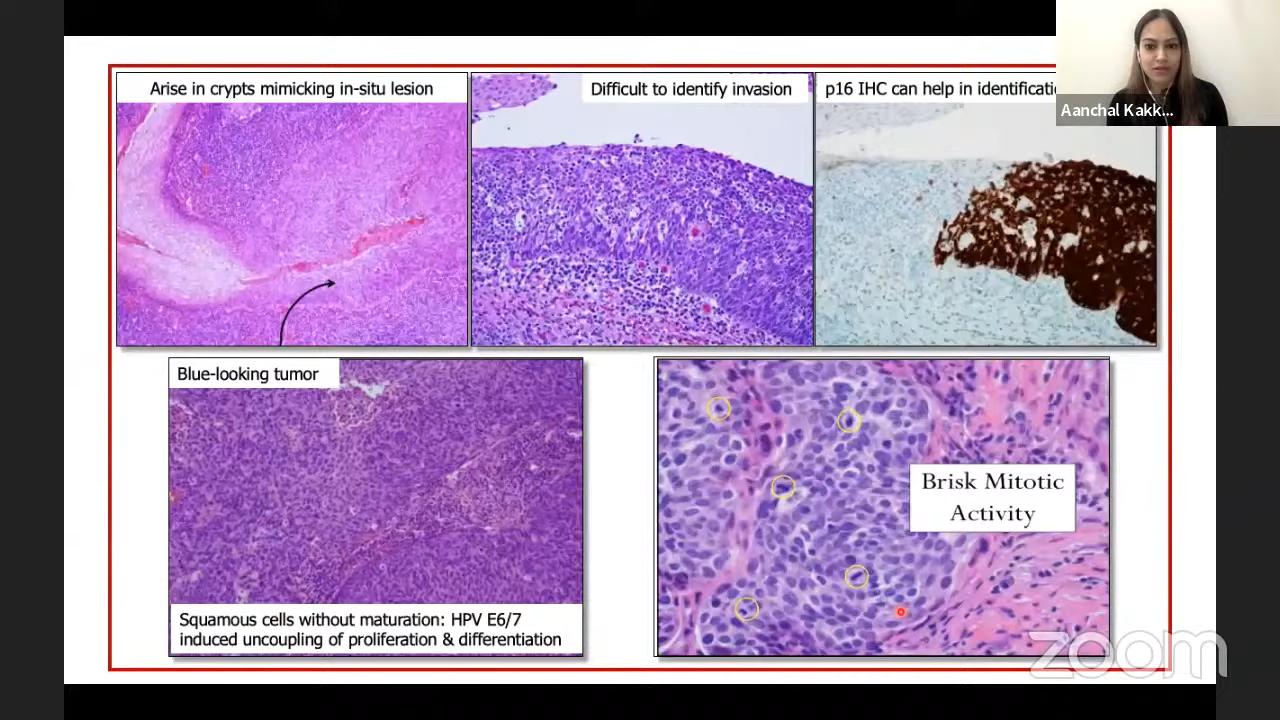 Arise in crypts mimicking in-situ lesion
Difficult to identify invasion
p16 IHC can help in
Aanchal Kakk...
Blue-looking tumor
Brisk Mitotic
Activity
Squamous cells without maturation: HPV E6/7
induced uncoupling of proliferation & differentiation
zoom